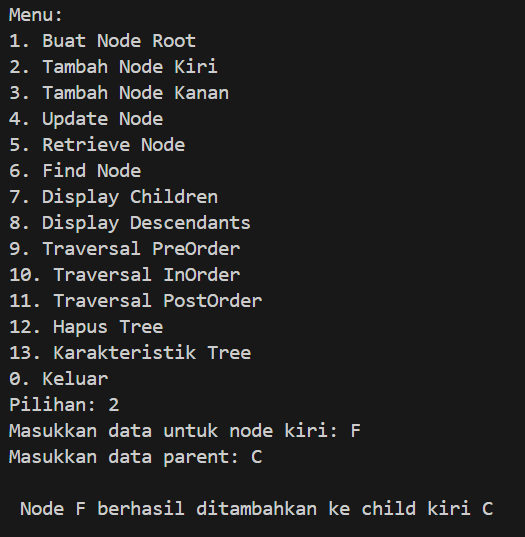 Menu:
1. Buat Node Root
2. Tambah Node Kiri
3. Tambah Node Kanan
4. Update Node
5. Retrieve Node
6. Find Node
7. Display Children
8. Display Descendants
9. Traversal PreOrder
10. Traversal InOrder
11. Traversal PostOrder
12. Hapus Tree
13. Karakteristik Tree
0. Keluar
Pilihan: 2
Masukkan data untuk node kiri: F
Masukkan data parent: C
Node F berhasil ditambahkan ke child kiri C